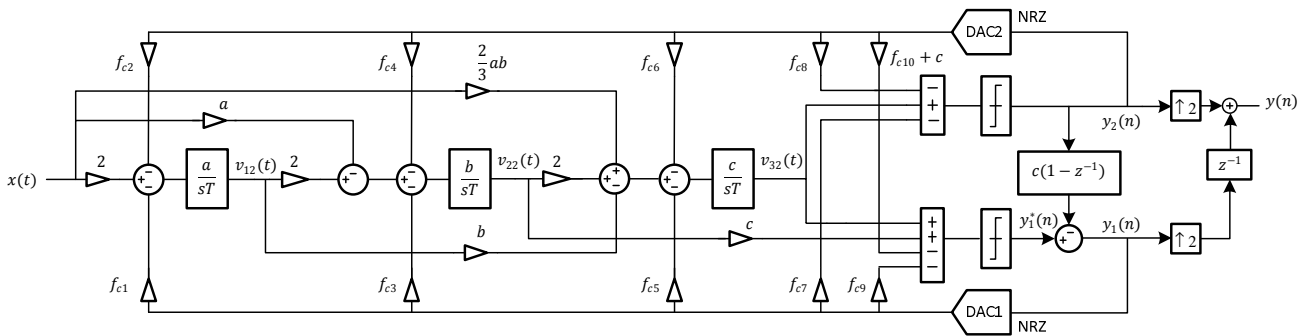 NRZ
DAC2
f_{c2}
f_{c4}
\frac{2}{3}ab
f_{c6}
f_{c8}
f_{c10} + c
a
−
+
−
y_2(n)
↑ 2
+
y(n)
x(t)
2
− −
\frac{a}{sT}
v_{12}(t)
2
−
− −
\frac{b}{sT}
v_{22}(t)
2
+ +
− −
\frac{c}{sT}
v_{32}(t)
c(1 − z^{-1})
z^{-1}
b
c
+
+
−
−
y_1^*(n)
+ −
y_1(n)
↑ 2
f_{c1}
f_{c3}
f_{c5}
f_{c7}
f_{c9}
DAC1
NRZ